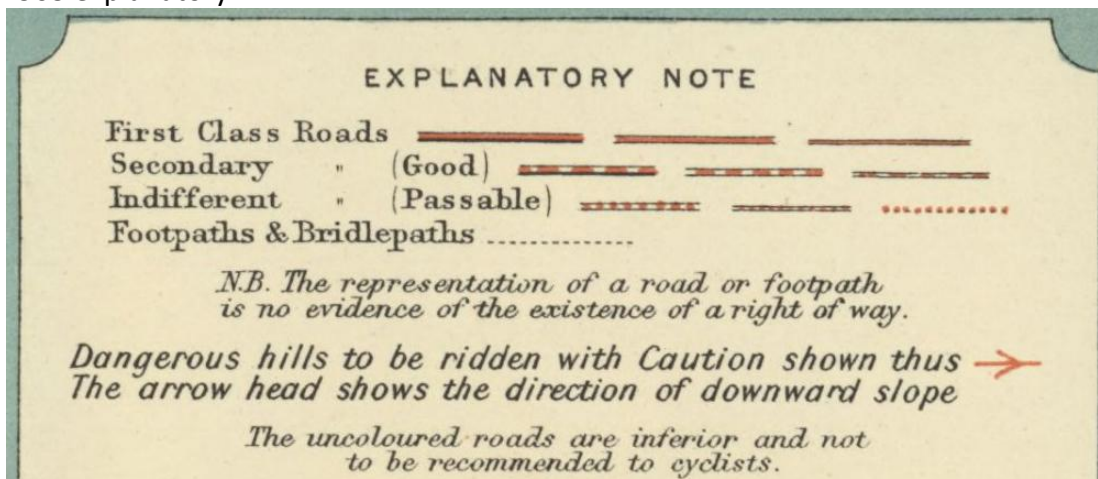 EXPLANATORY NOTE
First Class Roads
Secondary " (Good)
Indifferent " (Passable)
Footpaths & Bridlepaths
N.B. The representation of a road or footpath
is no evidence of the existence of a right of way.
Dangerous hills to be ridden with Caution shown thus
The arrow head shows the direction of downward slope
The uncoloured roads are inferior and not
to be recommended to cyclists.